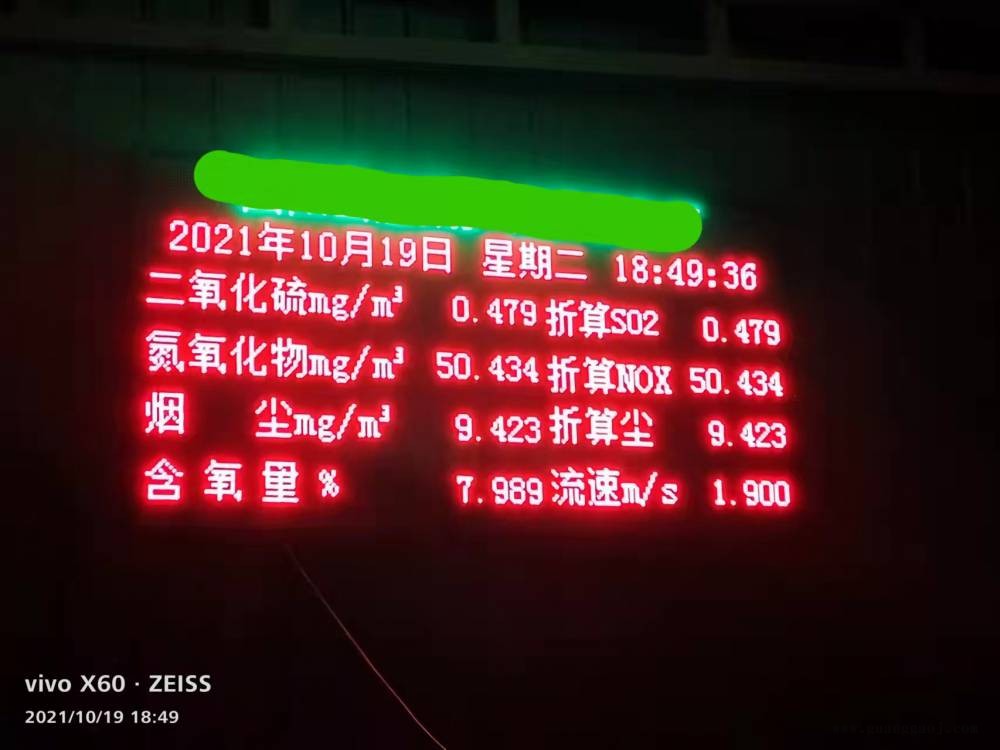 2021年10月19日 星期二 18:49:36
二氧化硫mg/m³ 0.479 折算SO2 0.479
氮氧化物mg/m³ 50.434 折算NOX 50.434
烟 尘mg/m³ 9.423 折算尘 9.423
含氧量 % 7.989 流速m/s 1.900
vivo X60 · ZEISS
2021/10/19 18:49